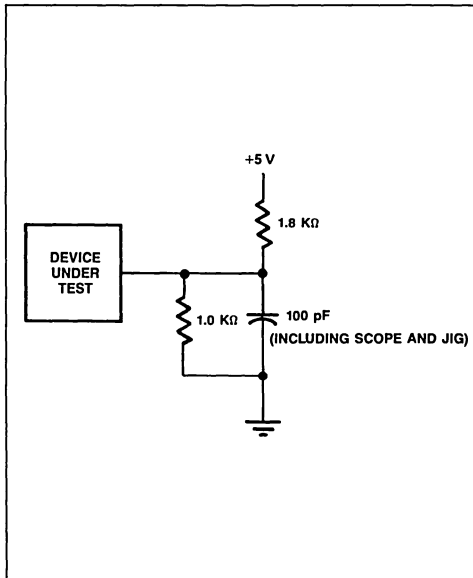 +5 V
1.8 KΩ
DEVICE
UNDER
TEST
1.0 KΩ
100 pF
(INCLUDING SCOPE AND JIG)